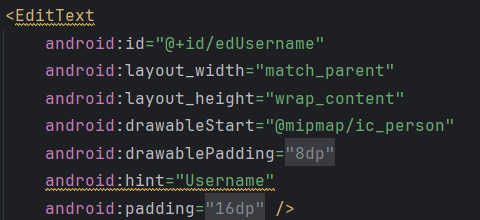 <EditText
android:id="@+id/edUsername"
android:layout_width="match_parent"
android:layout_height="wrap_content"
android:drawableStart="@mipmap/ic_person"
android:drawablePadding="8dp"
android:hint="Username"
android:padding="16dp" />